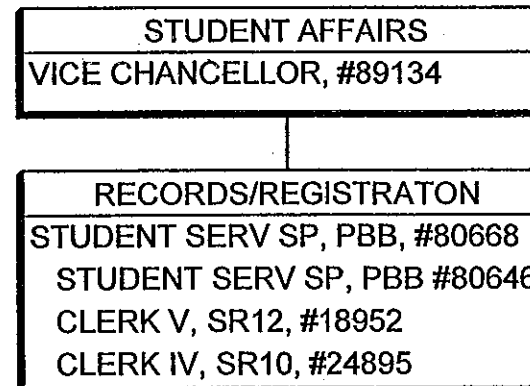 STUDENT AFFAIRS
VICE CHANCELLOR, #89134
RECORDS/REGISTRATON
STUDENT SERV SP, PBB, #80668
STUDENT SERV SP, PBB #80646
CLERK V, SR12, #18952
CLERK IV, SR10, #24895